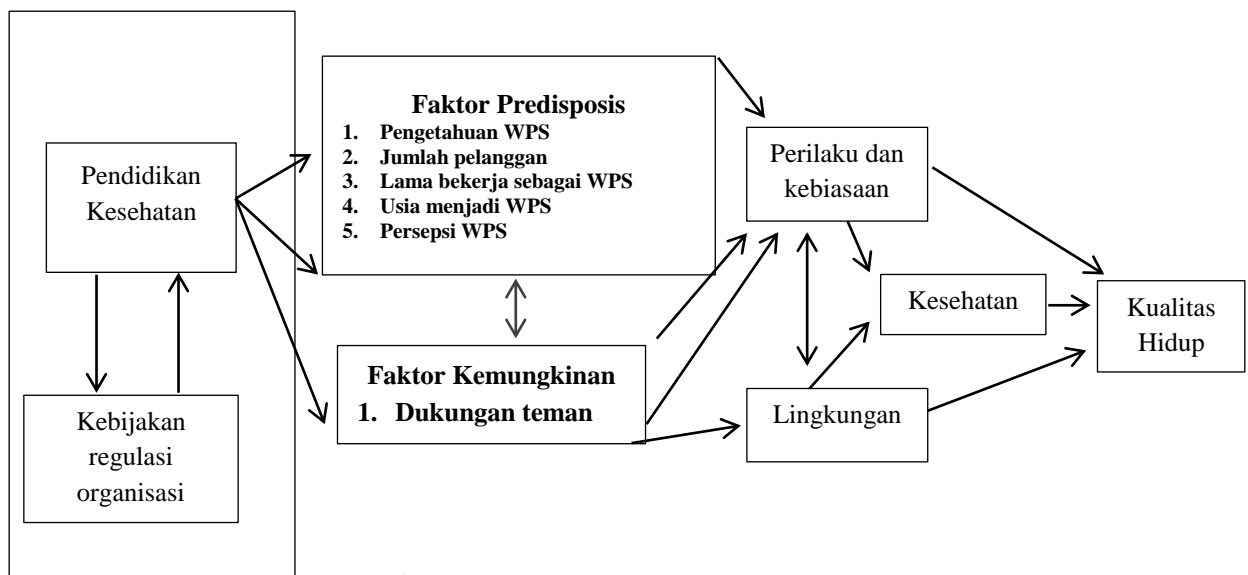 Pendidikan
Kesehatan
Kebijakan
regulasi
organisasi
Faktor Predisposis
1. Pengetahuan WPS
2. Jumlah pelanggan
3. Lama bekerja sebagai WPS
4. Usia menjadi WPS
5. Persepsi WPS
Faktor Kemungkinan
1. Dukungan teman
Perilaku dan
kebiasaan
Lingkungan
Kesehatan
Kualitas
Hidup